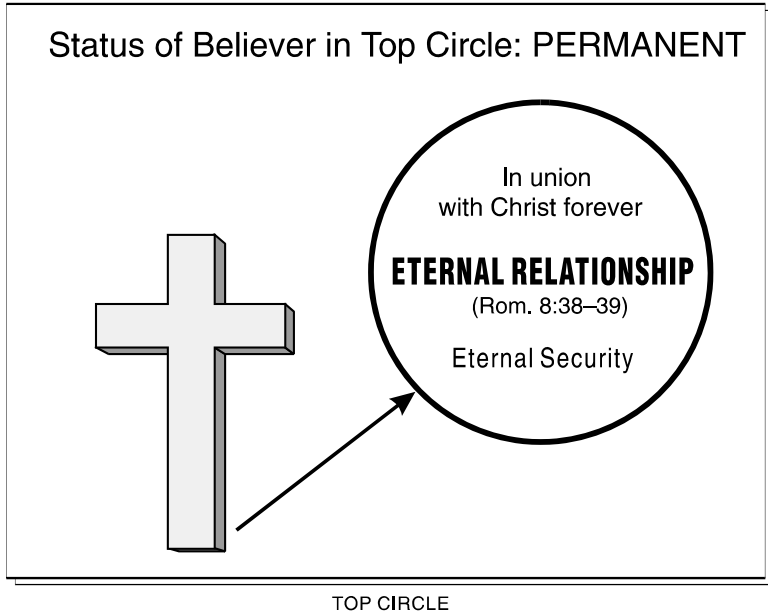 Status of Believer in Top Circle: PERMANENT
In union
with Christ forever
ETERNAL RELATIONSHIP
(Rom. 8:38–39)
Eternal Security
TOP CIRCLE